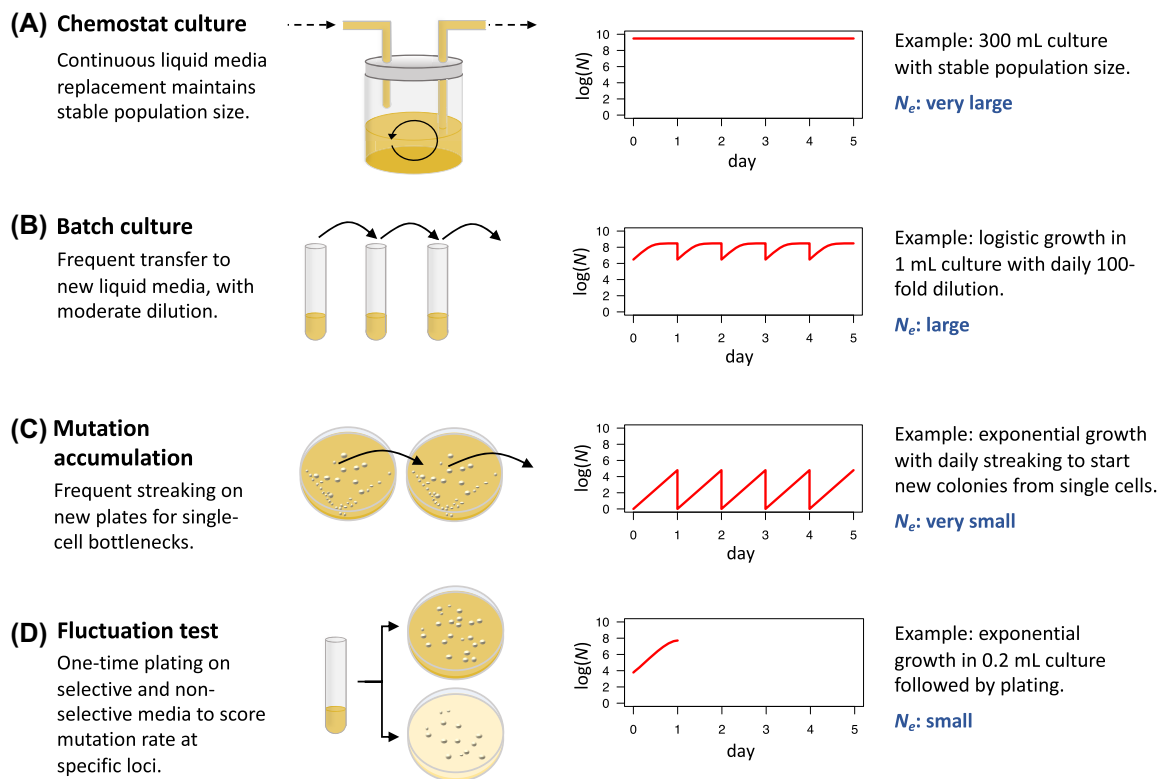 (A) Chemostat culture
Continuous liquid media
replacement maintains
stable population size.
log(N)
10
8
6
4
2
0
0 1 2 3 4 5
day
Example: 300 mL culture
with stable population size.
Ne: very large
(B) Batch culture
Frequent transfer to
new liquid media, with
moderate dilution.
log(N)
10
8
6
4
2
0
0 1 2 3 4 5
day
Example: logistic growth in
1 mL culture with daily 100-
fold dilution.
Ne: large
(C) Mutation
accumulation
Frequent streaking on
new plates for single-
cell bottlenecks.
log(N)
10
8
6
4
2
0
0 1 2 3 4 5
day
Example: exponential growth
with daily streaking to start
new colonies from single cells.
Ne: very small
(D) Fluctuation test
One-time plating on
selective and non-
selective media to score
mutation rate at
specific loci.
log(N)
10
8
6
4
2
0
0 1 2 3 4 5
day
Example: exponential
growth in 0.2 mL culture
followed by plating.
Ne: small